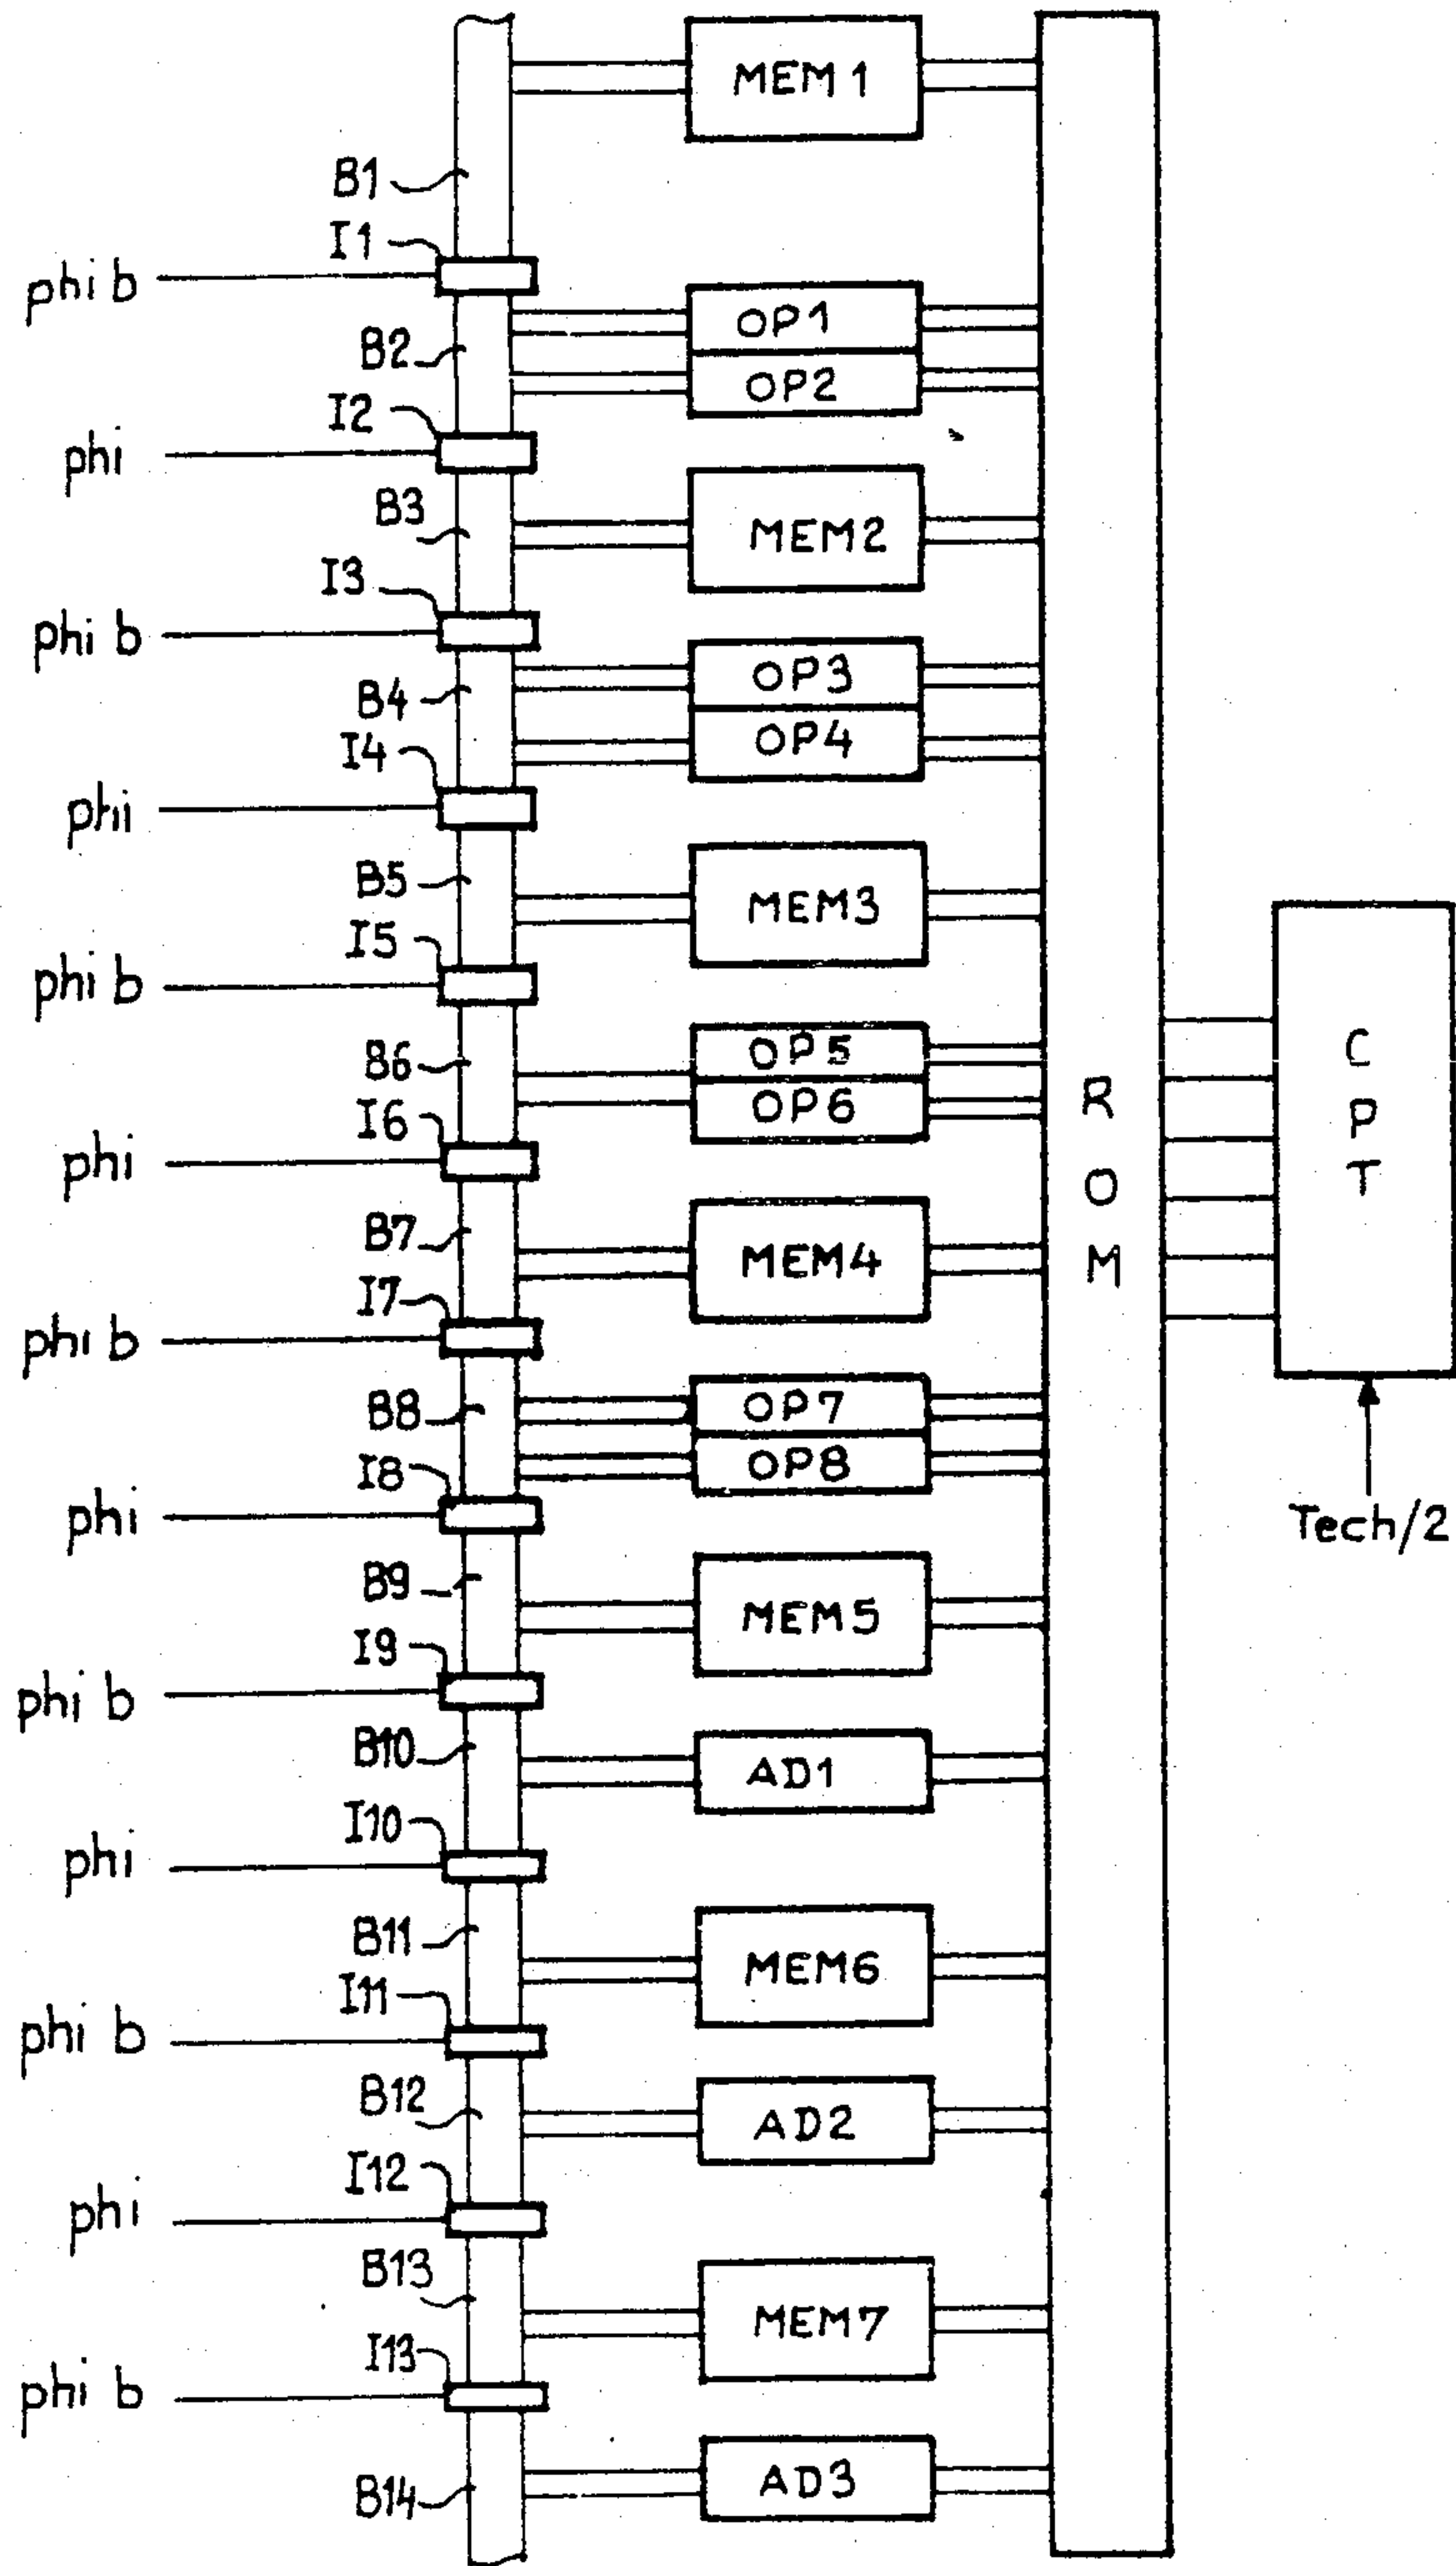 MEM 1
B1
I1
phi b
OP1
B2
OP2
I2
phi
B3
MEM2
I3
phi b
OP3
B4
OP4
I4
phi
B5
MEM3
I5
phi b
OP5
B6
OP6
I6
phi
B7
MEM4
I7
phi b
B8
OP7
OP8
I8
phi
B9
MEM5
I9
phi b
B10
AD1
I10
phi
B11
MEM6
I11
phi b
B12
AD2
I12
phi
B13
MEM7
I13
phi b
B14
AD3
ROM
CPT
Tech/2